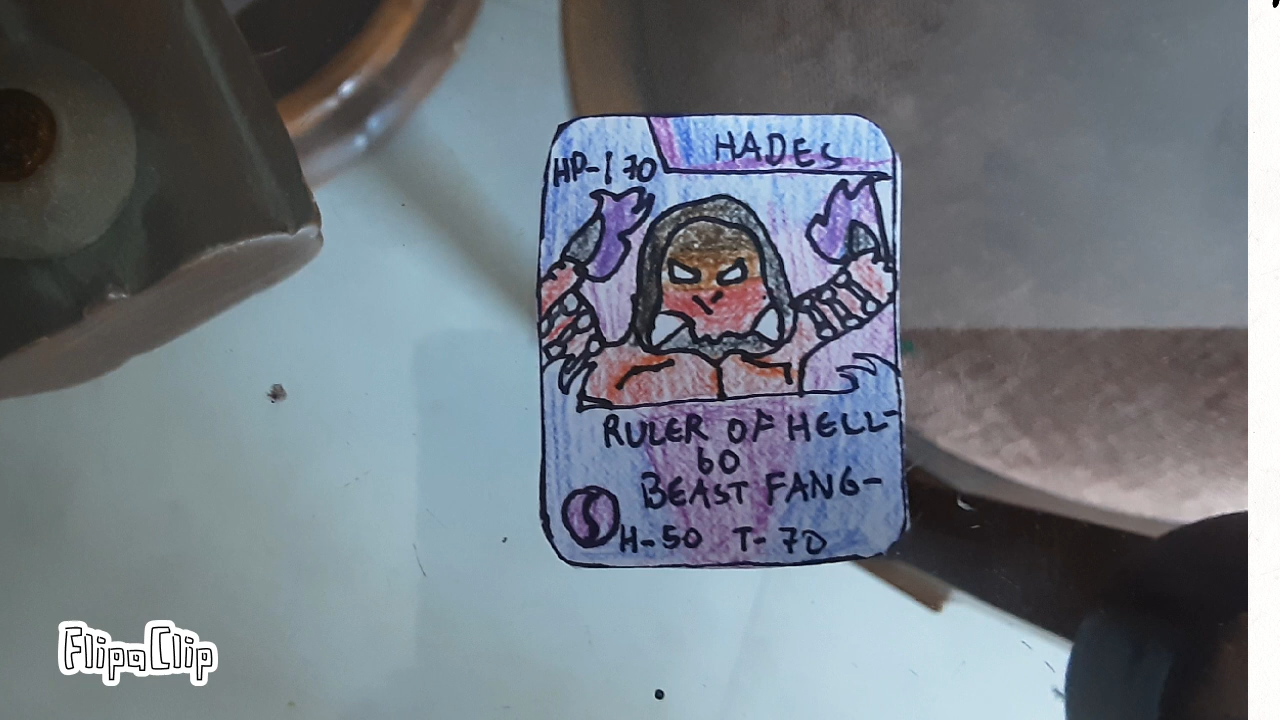 HADES
HP-170
RULER OF HELL-
60
BEAST FANG-
H-50 T-70
FlipaClip